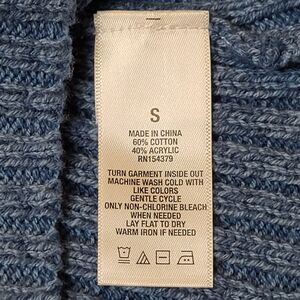 S
MADE IN CHINA
60% COTTON
40% ACRYLIC
RN154379
TURN GARMENT INSIDE OUT
MACHINE WASH COLD WITH
LIKE COLORS
GENTLE CYCLE
ONLY NON-CHLORINE BLEACH
WHEN NEEDED
LAY FLAT TO DRY
WARM IRON IF NEEDED